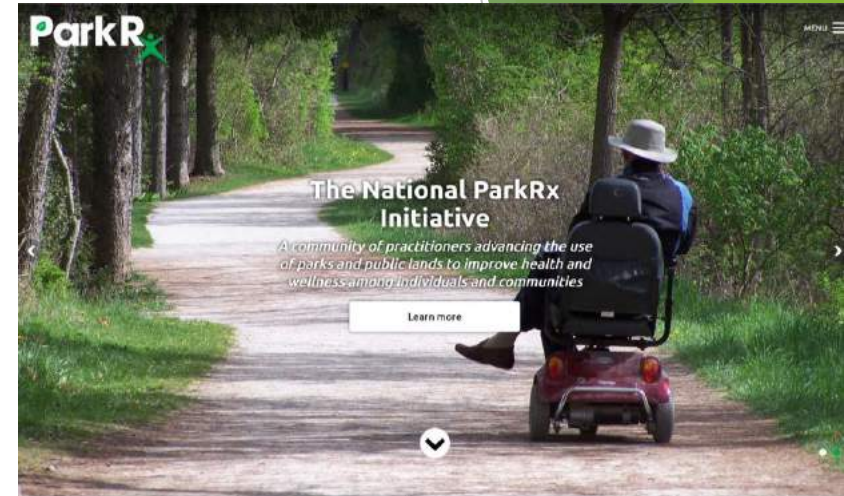 ParkRx
MENU
The National ParkRx
Initiative
A community of practitioners advancing the use
of parks and public lands to improve health and
wellness among individuals and communities
Learn more